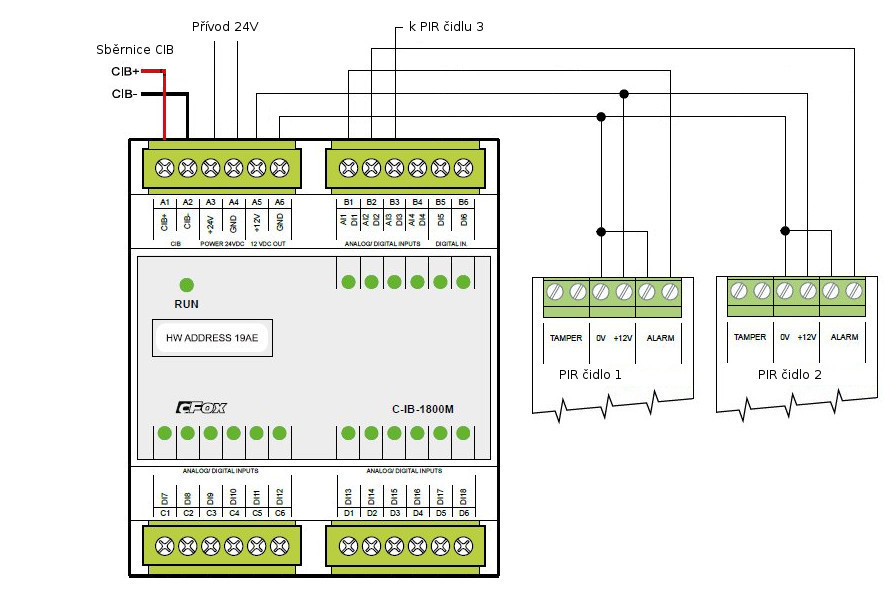 Přívod 24V
k PIR čidlu 3
Sběrnice CIB
CIB+
CIB-
A1 A2 A3 A4 A5 A6
B1 B2 B3 B4 B5 B6
CIB+ CIB- +24V GND +12V GND
AI1 DI1 AI2 DI2 AI3 DI3 AI4 DI4 DI5 DI6
CIB POWER 24VDC 12 VDC OUT
ANALOG/ DIGITAL INPUTS DIGITAL IN.
RUN
HW ADDRESS 19AE
TAMPER 0V +12V ALARM
TAMPER 0V +12V ALARM
PIR čidlo 1
PIR čidlo 2
CFOX
C-IB-1800M
ANALOG/ DIGITAL INPUTS
ANALOG/ DIGITAL INPUTS
DI7 DI8 DI9 DI10 DI11 DI12
DI13 DI14 DI15 DI16 DI17 DI18
C1 C2 C3 C4 C5 C6
D1 D2 D3 D4 D5 D6